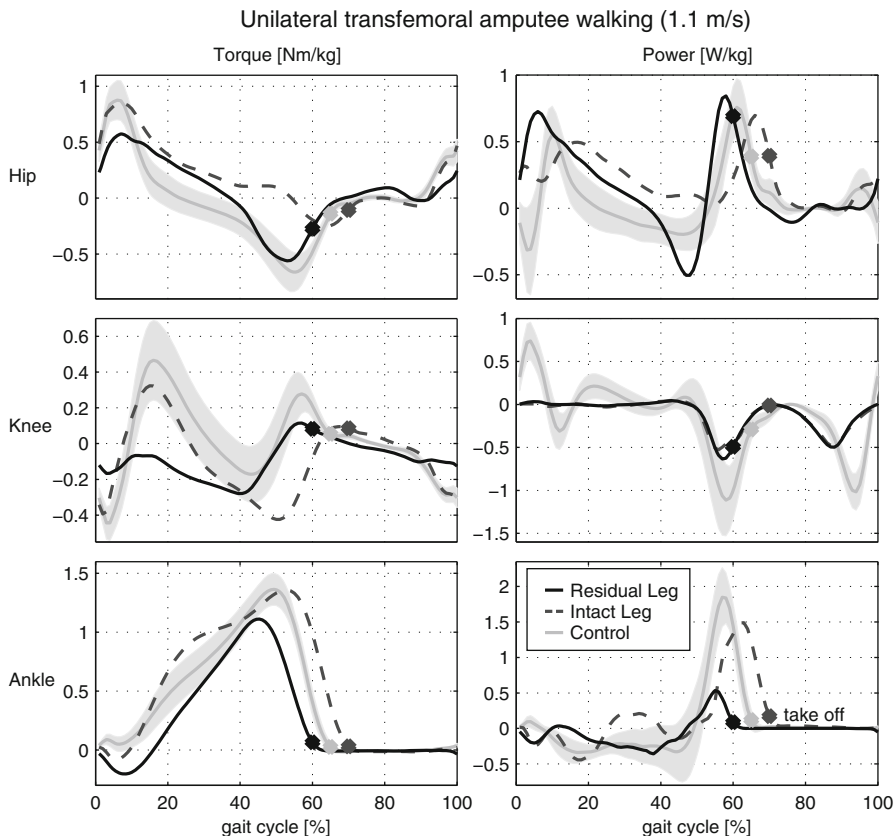 Unilateral transfemoral amputee walking (1.1 m/s)
Torque [Nm/kg]
Power [W/kg]
Hip
1
0.5
0
−0.5
1
0.5
0
−0.5
Knee
0.6
0.4
0.2
0
−0.2
−0.4
1
0.5
0
−0.5
−1
−1.5
Ankle
1.5
1
0.5
0
2
1.5
1
0.5
0
−0.5
Residual Leg
Intact Leg
Control
take off
0 20 40 60 80 100
0 20 40 60 80 100
gait cycle [%]
gait cycle [%]